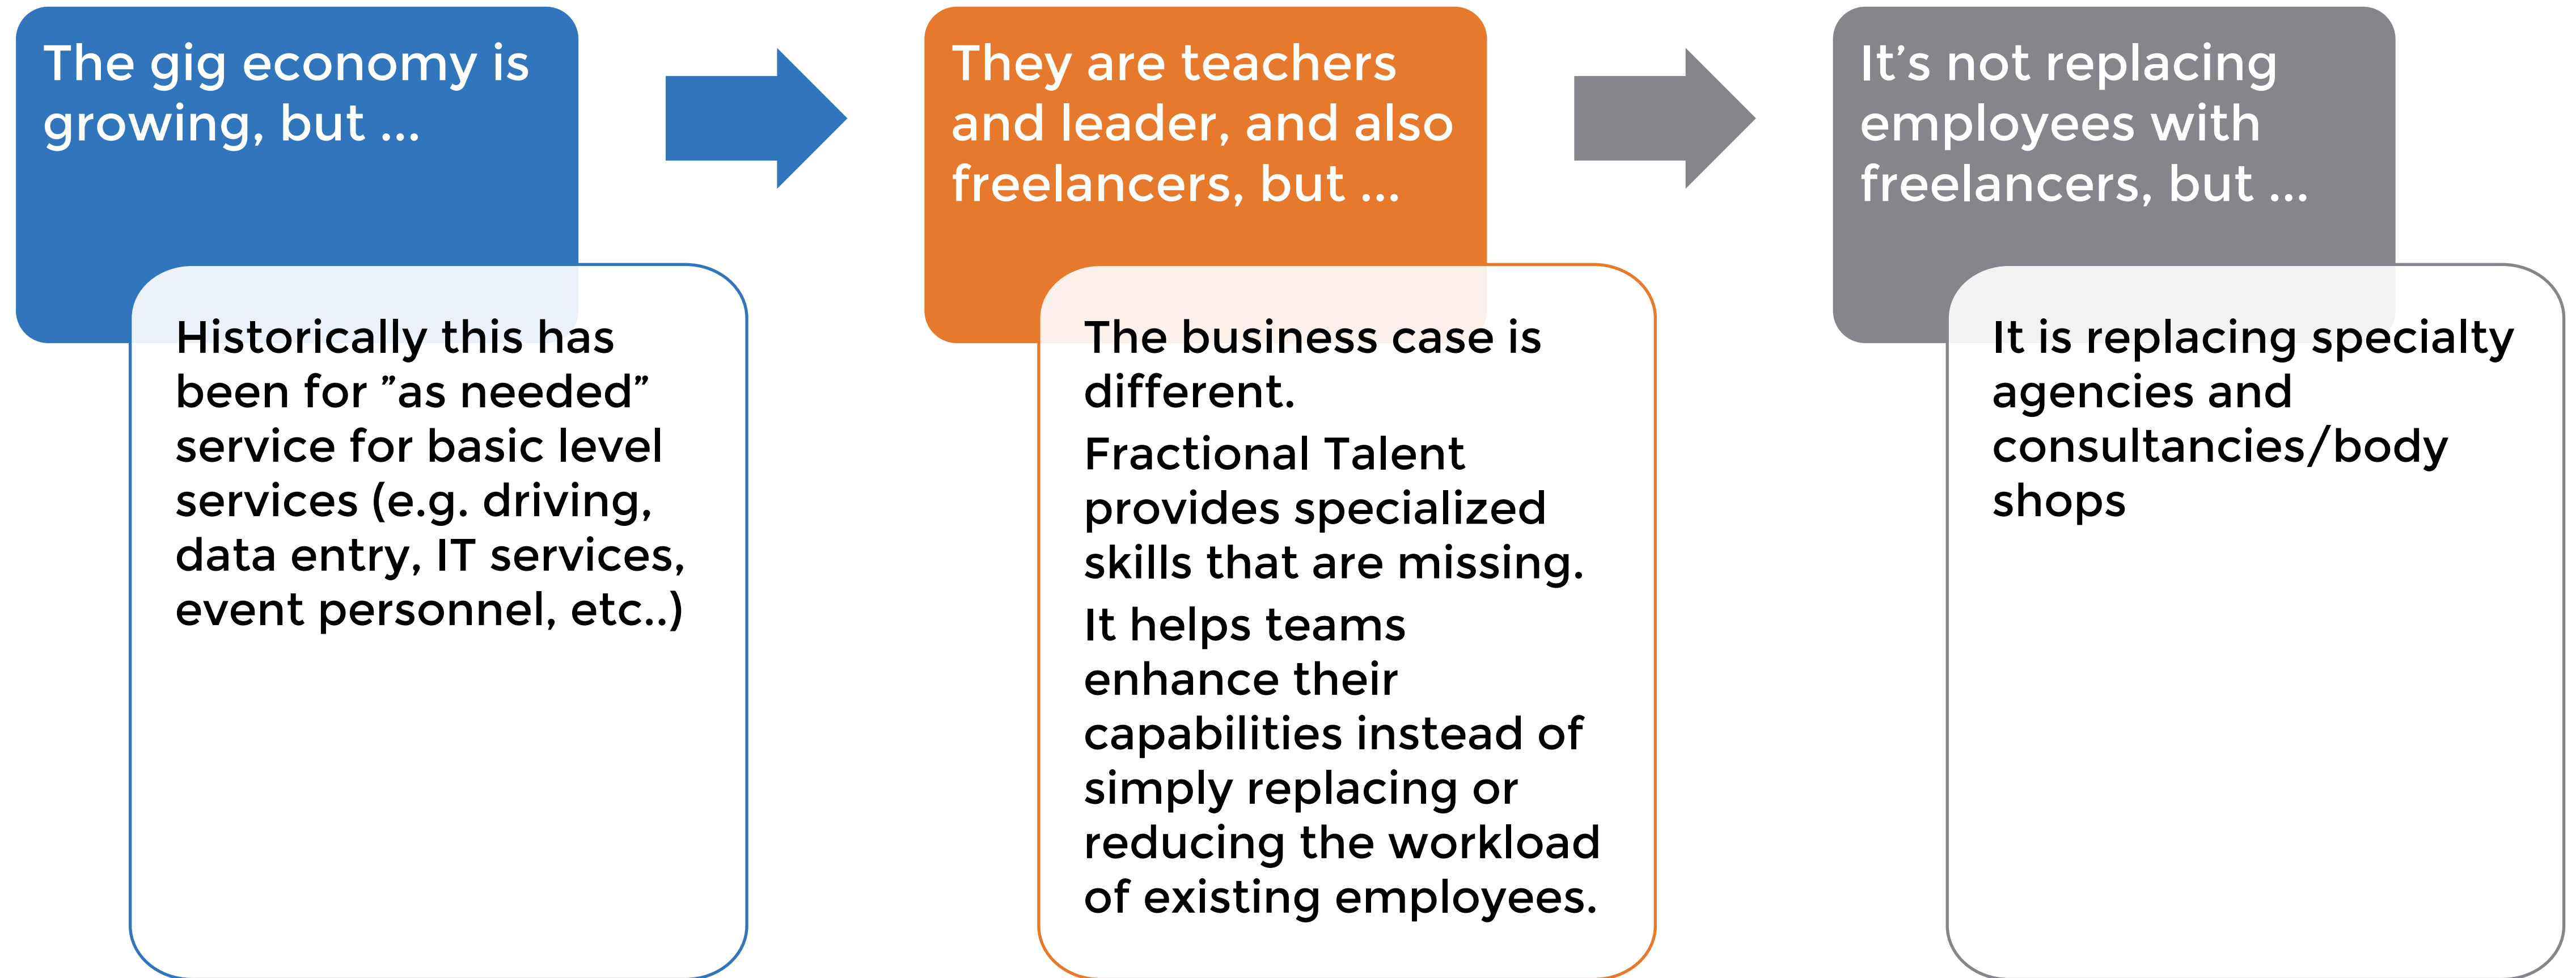 The gig economy is
growing, but ...
Historically this has
been for ”as needed”
service for basic level
services (e.g. driving,
data entry, IT services,
event personnel, etc..)
They are teachers
and leader, and also
freelancers, but ...
The business case is
different.
Fractional Talent
provides specialized
skills that are missing.
It helps teams
enhance their
capabilities instead of
simply replacing or
reducing the workload
of existing employees.
It’s not replacing
employees with
freelancers, but ...
It is replacing specialty
agencies and
consultancies/body
shops